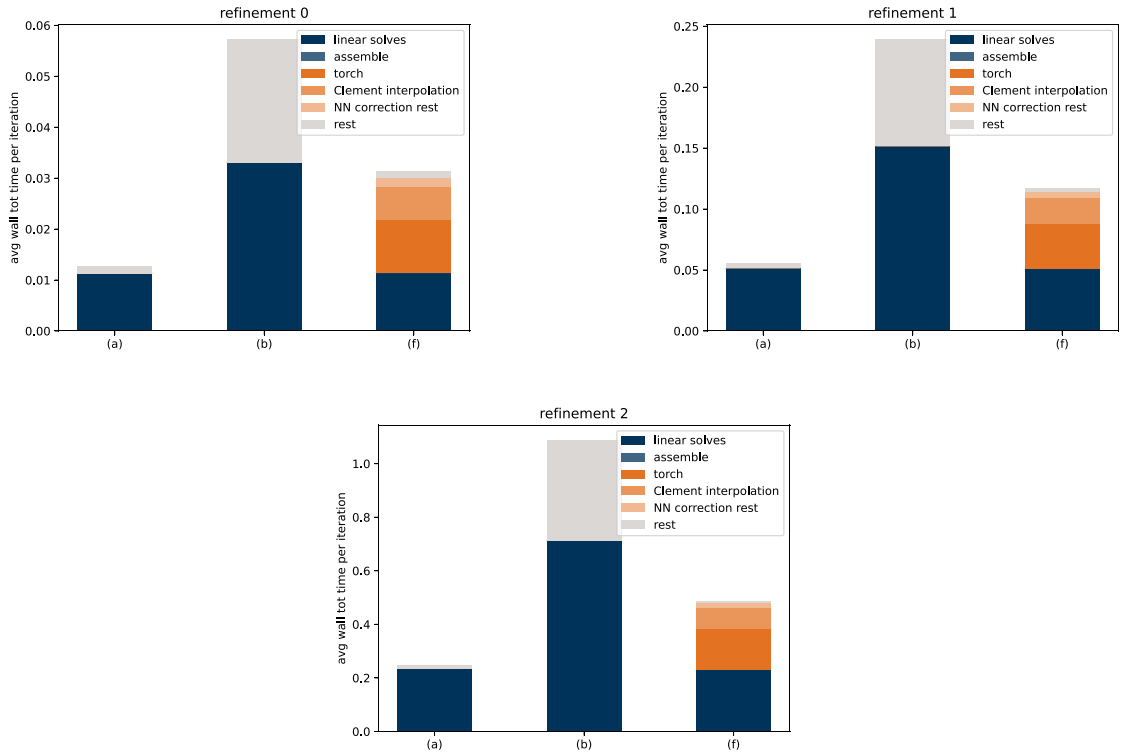 refinement 0
avg wall tot time per iteration
0.06
0.05
0.04
0.03
0.02
0.01
0.00
(a)
(b)
(f)
linear solves
assemble
torch
Clement interpolation
NN correction rest
rest
refinement 1
avg wall tot time per iteration
0.25
0.20
0.15
0.10
0.05
0.00
(a)
(b)
(f)
linear solves
assemble
torch
Clement interpolation
NN correction rest
rest
refinement 2
avg wall tot time per iteration
1.0
0.8
0.6
0.4
0.2
0.0
(a)
(b)
(f)
linear solves
assemble
torch
Clement interpolation
NN correction rest
rest